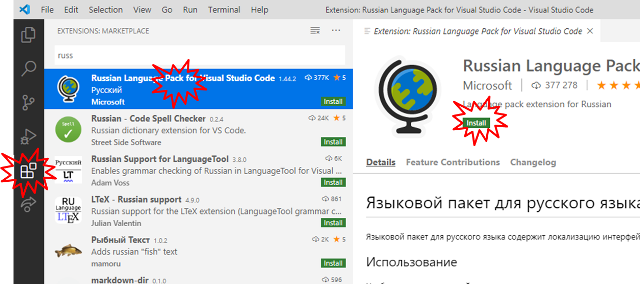 File Edit Selection View Go Run Terminal Help Extension: Russian Language Pack for Visual Studio Code - Visual Studio Code
EXTENSIONS: MARKETPLACE
russ
Russian Language Pack for Visual Studio Code 1.44.2 377K 5
Русский
Microsoft Install
Russian - Code Spell Checker 0.2.4 24K 5
Russian dictionary extension for VS Code.
Street Side Software Install
Русский
LT
Russian Support for LanguageTool 3.8.0 6K
Enables grammar checking of Russian in LanguageTool for Visual ...
Adam Voss Install
RU
Language
LTEX
LTeX - Russian support 4.9.0 861
Russian support for the LTeX extension (LanguageTool grammar c...
Julian Valentin Install
Рыбный Текст 1.0.2 2K 5
Adds russian "fish" text
mamoru Install
markdown-dir 0.1.0 596
Extension: Russian Language Pack for Visual Studio Code
Russian Language Pack
Microsoft 377 278
Language pack extension for Russian
Install
Details Feature Contributions Changelog
Языковой пакет для русского языка
Языковой пакет для русского языка содержит локализацию интерфей
Использование